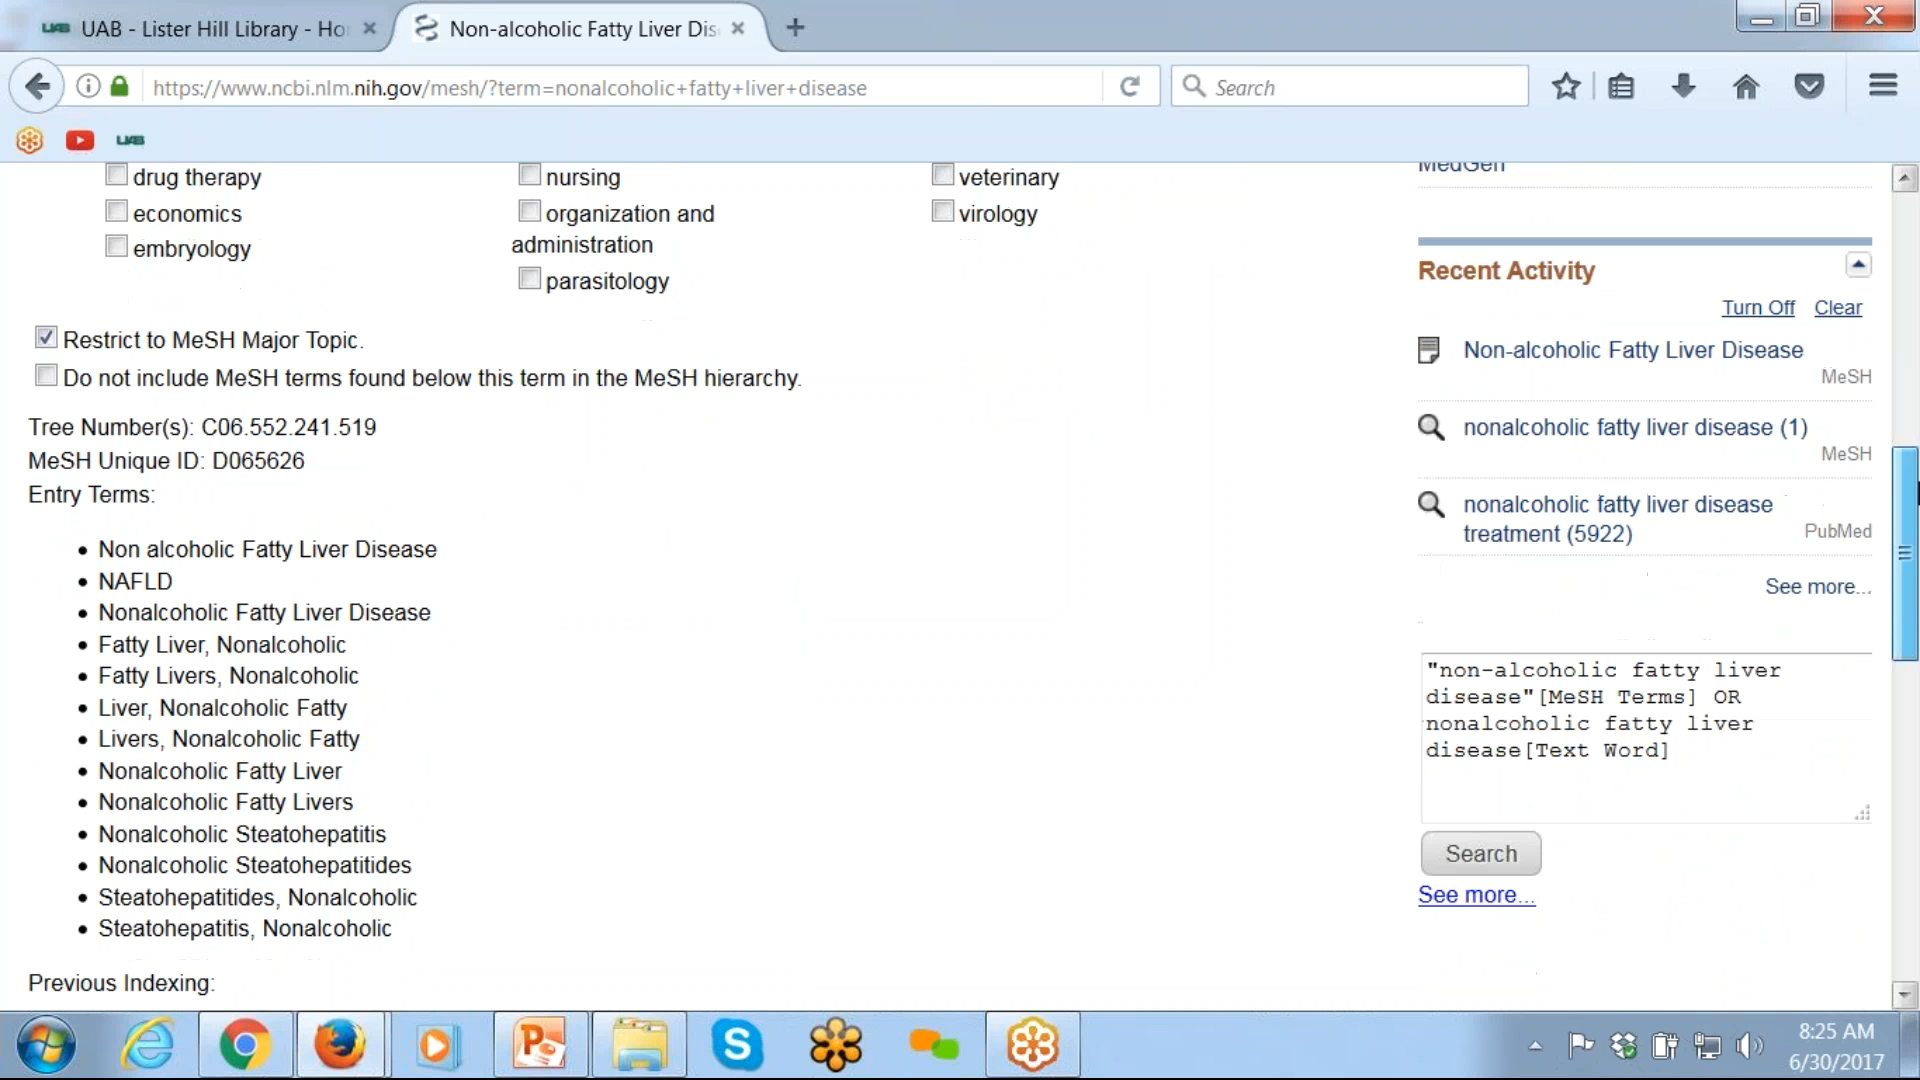 UAB UAB - Lister Hill Library - Ho
Non-alcoholic Fatty Liver Dis
https://www.ncbi.nlm.nih.gov/mesh/?term=nonalcoholic+fatty+liver+disease
Search
UAB
drug therapy
economics
embryology
nursing
organization and
administration
parasitology
veterinary
virology
Restrict to MeSH Major Topic.
Do not include MeSH terms found below this term in the MeSH hierarchy.
Tree Number(s): C06.552.241.519
MeSH Unique ID: D065626
Entry Terms:
Non alcoholic Fatty Liver Disease
NAFLD
Nonalcoholic Fatty Liver Disease
Fatty Liver, Nonalcoholic
Fatty Livers, Nonalcoholic
Liver, Nonalcoholic Fatty
Livers, Nonalcoholic Fatty
Nonalcoholic Fatty Liver
Nonalcoholic Fatty Livers
Nonalcoholic Steatohepatitis
Nonalcoholic Steatohepatitides
Steatohepatitides, Nonalcoholic
Steatohepatitis, Nonalcoholic
Previous Indexing:
MedGen
Recent Activity
Turn Off Clear
Non-alcoholic Fatty Liver Disease
MeSH
nonalcoholic fatty liver disease (1)
MeSH
nonalcoholic fatty liver disease
treatment (5922)
PubMed
See more...
"non-alcoholic fatty liver
disease"[MeSH Terms] OR
nonalcoholic fatty liver
disease[Text Word]
Search
See more...
8:25 AM
6/30/2017